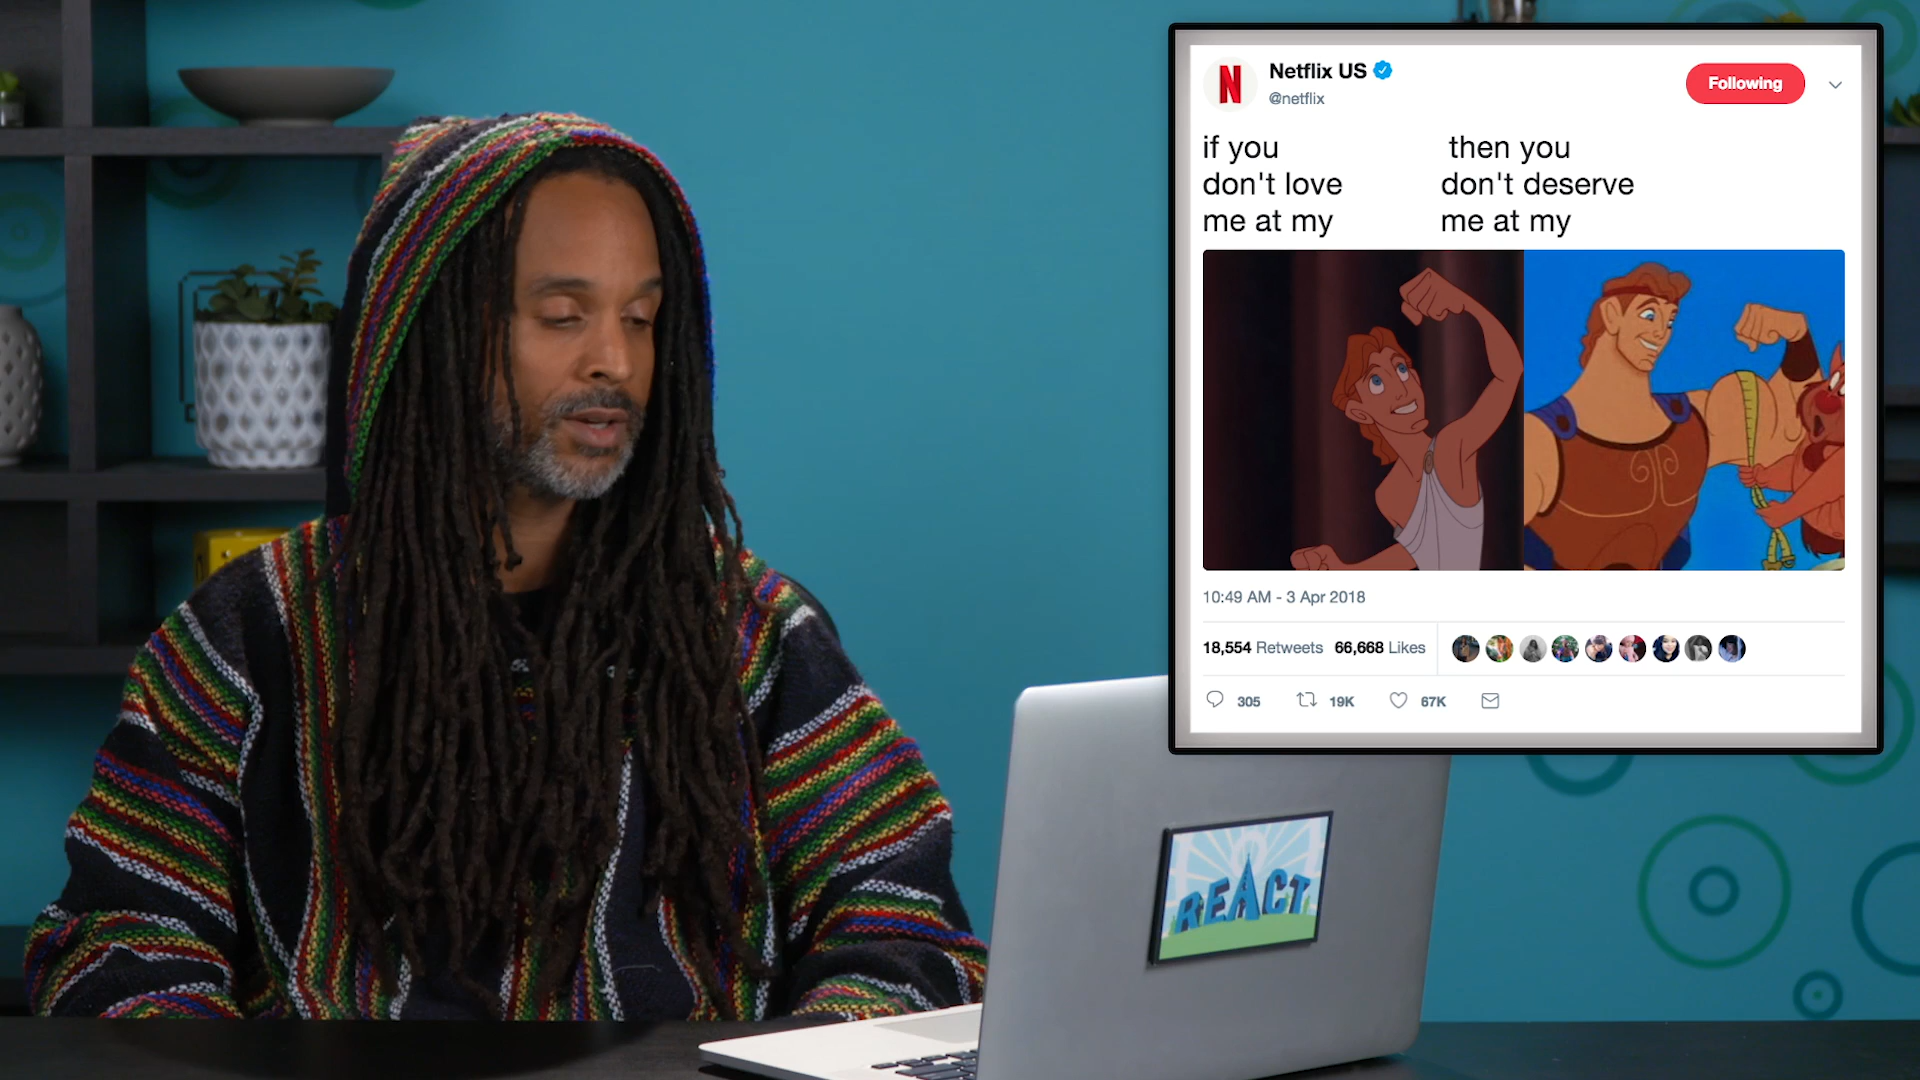 Netflix US
@netflix
Following
if you
don't love
me at my
then you
don't deserve
me at my
10:49 AM - 3 Apr 2018
18,554 Retweets 66,668 Likes
305 19K 67K
REACT